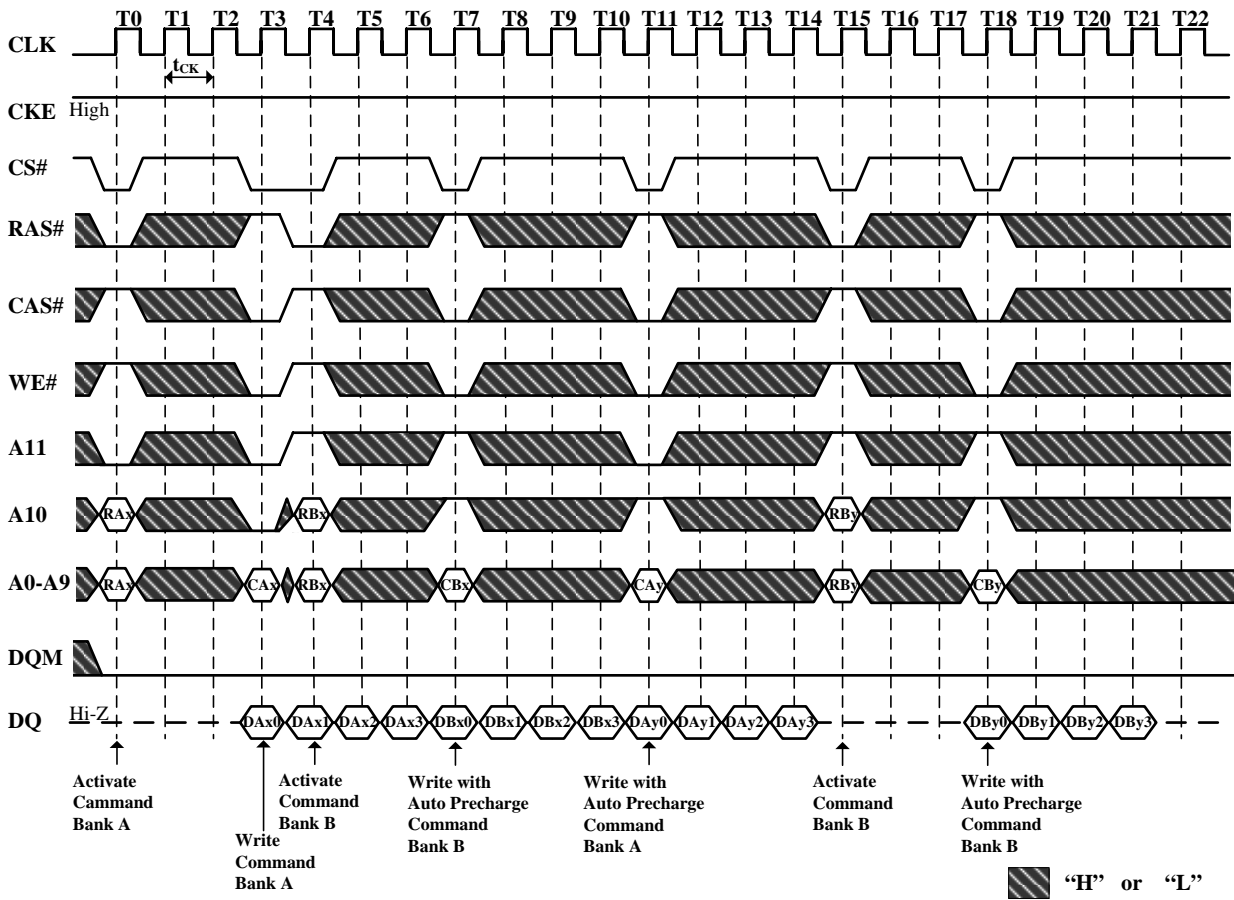 T0 T1 T2 T3 T4 T5 T6 T7 T8 T9 T10 T11 T12 T13 T14 T15 T16 T17 T18 T19 T20 T21 T22
CLK
tCK
CKE High
CS#
RAS#
CAS#
WE#
A11
A10 RAx RBx RBy
A0-A9 RAx CAx RBx CBx CAy RBy CBy
DQM
DQ Hi-Z DAx0 DAx1 DAx2 DAx3 DBx0 DBx1 DBx2 DBx3 DAy0 DAy1 DAy2 DAy3 DBy0 DBy1 DBy2 DBy3
Activate
Cammand
Bank A
Write
Command
Bank A
Activate
Command
Bank B
Write with
Auto Precharge
Command
Bank B
Write with
Auto Precharge
Command
Bank A
Activate
Command
Bank B
Write with
Auto Precharge
Command
Bank B
“H” or “L”